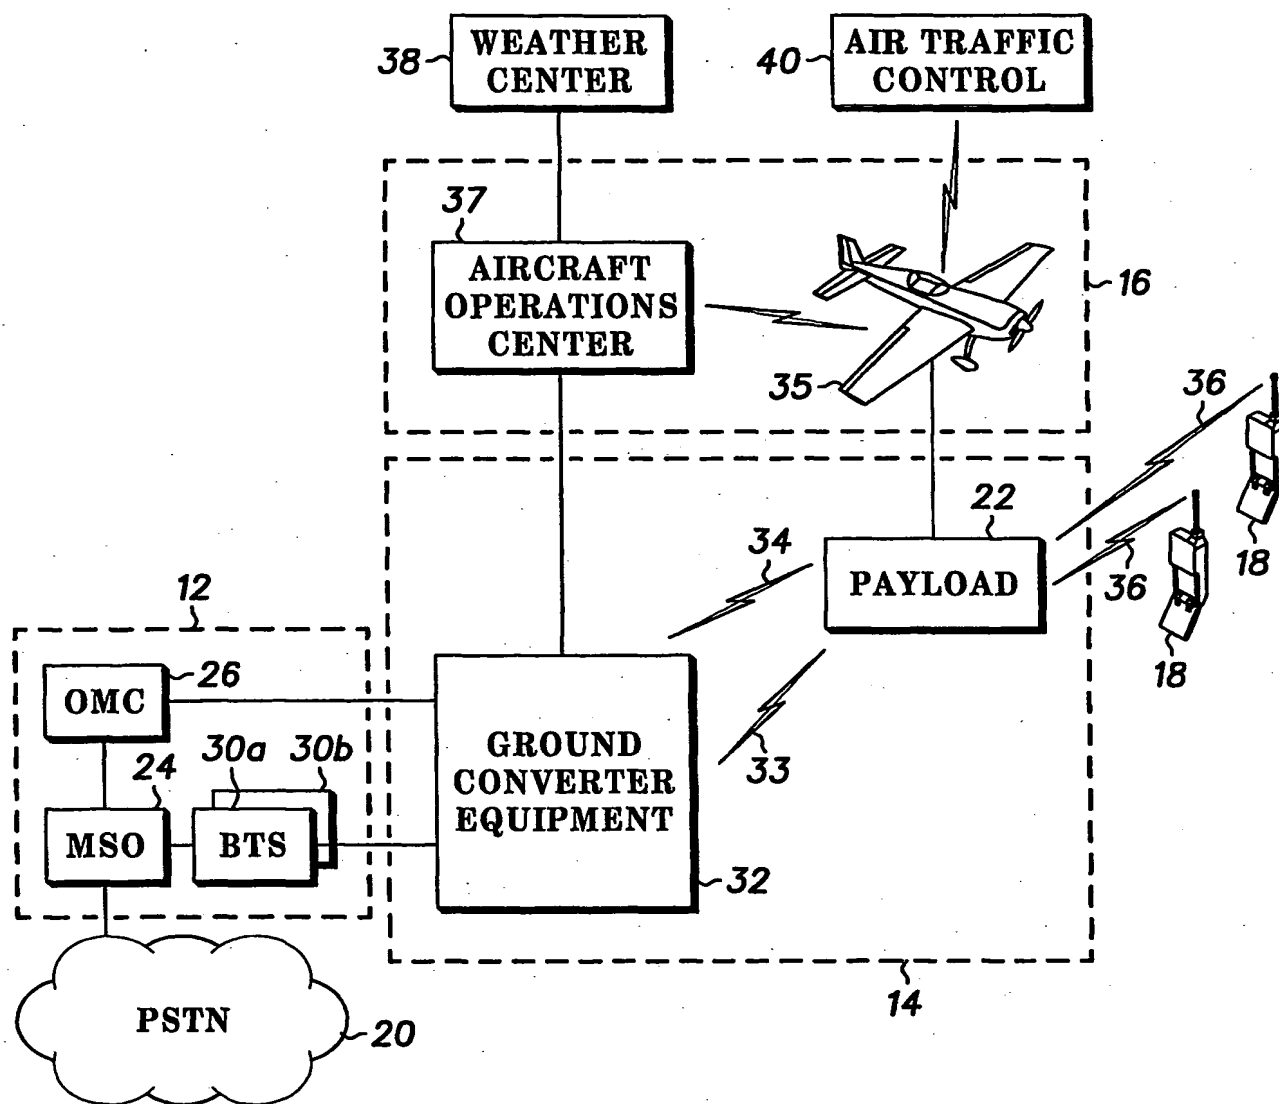 WEATHER
CENTER
38
AIR TRAFFIC
CONTROL
40
37
AIRCRAFT
OPERATIONS
CENTER
35
16
36
36
18
18
22
PAYLOAD
34
33
12
OMC
26
30a
30b
24
MSO
BTS
GROUND
CONVERTER
EQUIPMENT
32
14
PSTN
20